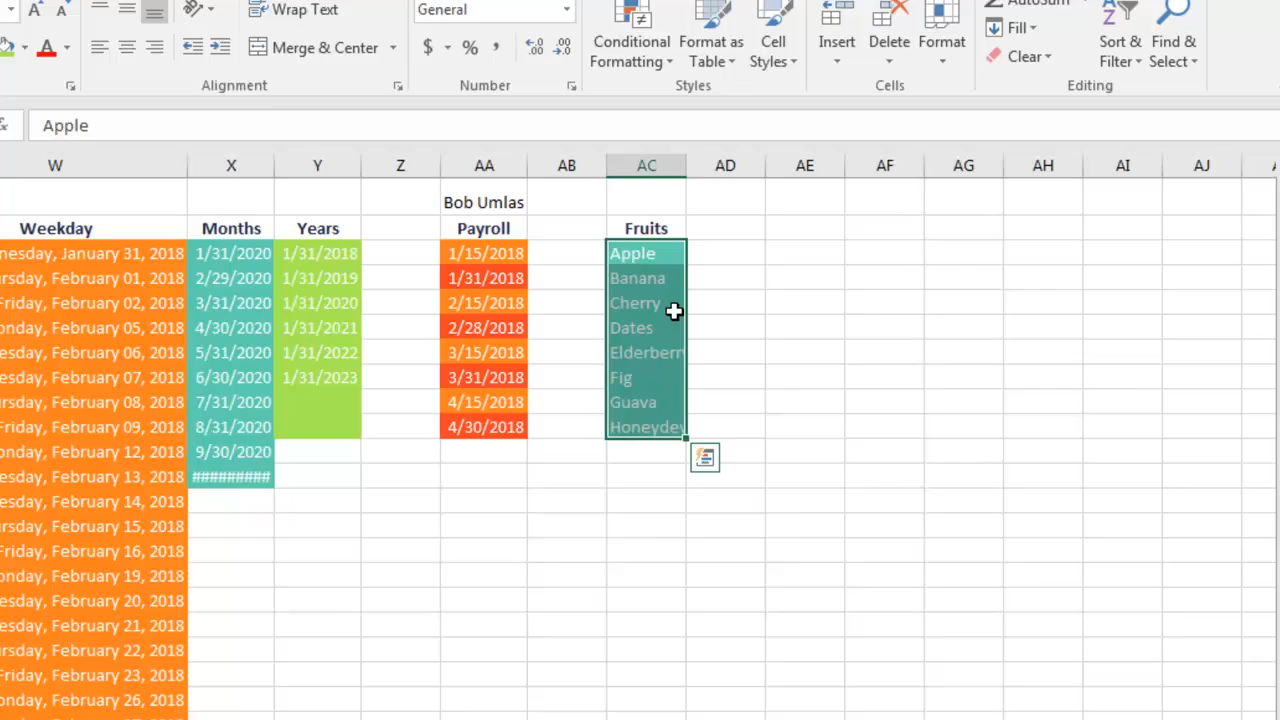 Wrap Text
General
AutoSum
Merge & Center
$ % ,
Conditional Formatting
Format as Table
Cell Styles
Insert
Delete
Format
Fill
Clear
Sort & Filter
Find & Select
Alignment
Number
Styles
Cells
Editing
Apple
W X Y Z AA AB AC AD AE AF AG AH AI AJ
Bob Umlas
Weekday Months Years Payroll Fruits
nesday, January 31, 2018 1/31/2020 1/31/2018 1/15/2018 Apple
ursday, February 01, 2018 2/29/2020 1/31/2019 1/31/2018 Banana
Friday, February 02, 2018 3/31/2020 1/31/2020 2/15/2018 Cherry
onday, February 05, 2018 4/30/2020 1/31/2021 2/28/2018 Dates
esday, February 06, 2018 5/31/2020 1/31/2022 3/15/2018 Elderberr
esday, February 07, 2018 6/30/2020 1/31/2023 3/31/2018 Fig
ursday, February 08, 2018 7/31/2020 4/15/2018 Guava
Friday, February 09, 2018 8/31/2020 4/30/2018 Honeydew
onday, February 12, 2018 9/30/2020
esday, February 13, 2018 #########
esday, February 14, 2018
ursday, February 15, 2018
Friday, February 16, 2018
onday, February 19, 2018
esday, February 20, 2018
esday, February 21, 2018
ursday, February 22, 2018
Friday, February 23, 2018
onday, February 26, 2018